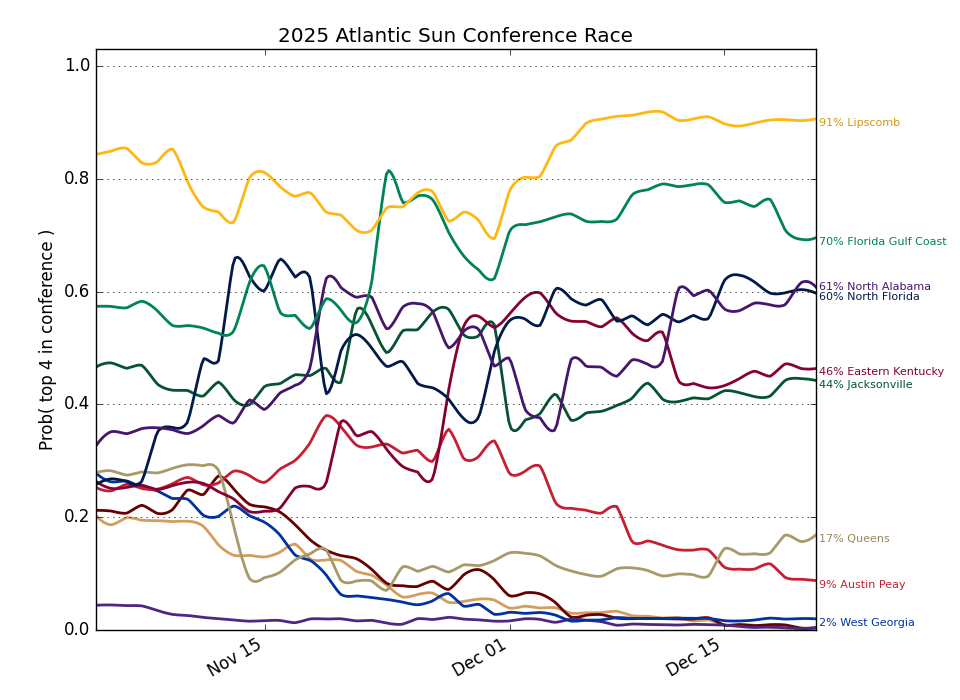 2025 Atlantic Sun Conference Race
Prob( top 4 in conference )
1.0
0.8
0.6
0.4
0.2
0.0
Nov 15
Dec 01
Dec 15
91% Lipscomb
70% Florida Gulf Coast
61% North Alabama
60% North Florida
46% Eastern Kentucky
44% Jacksonville
17% Queens
9% Austin Peay
2% West Georgia